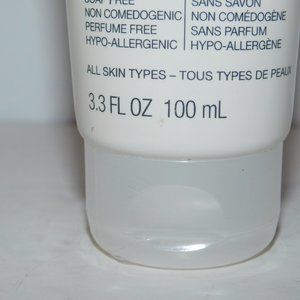 SOAP FREE
SANS SAVON
NON COMEDOGENIC
NON COMÉDOGÈNE
PERFUME FREE
SANS PARFUM
HYPO-ALLERGENIC
HYPO-ALLERGÈNE
ALL SKIN TYPES – TOUS TYPES DE PEAUX
3.3 FL OZ 100 mL